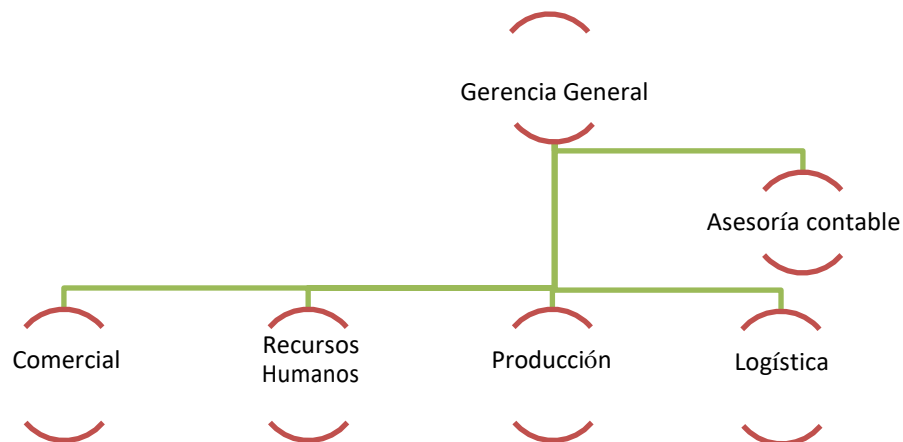 Gerencia General
Asesoría contable
Comercial
Recursos
Humanos
Producción
Logística